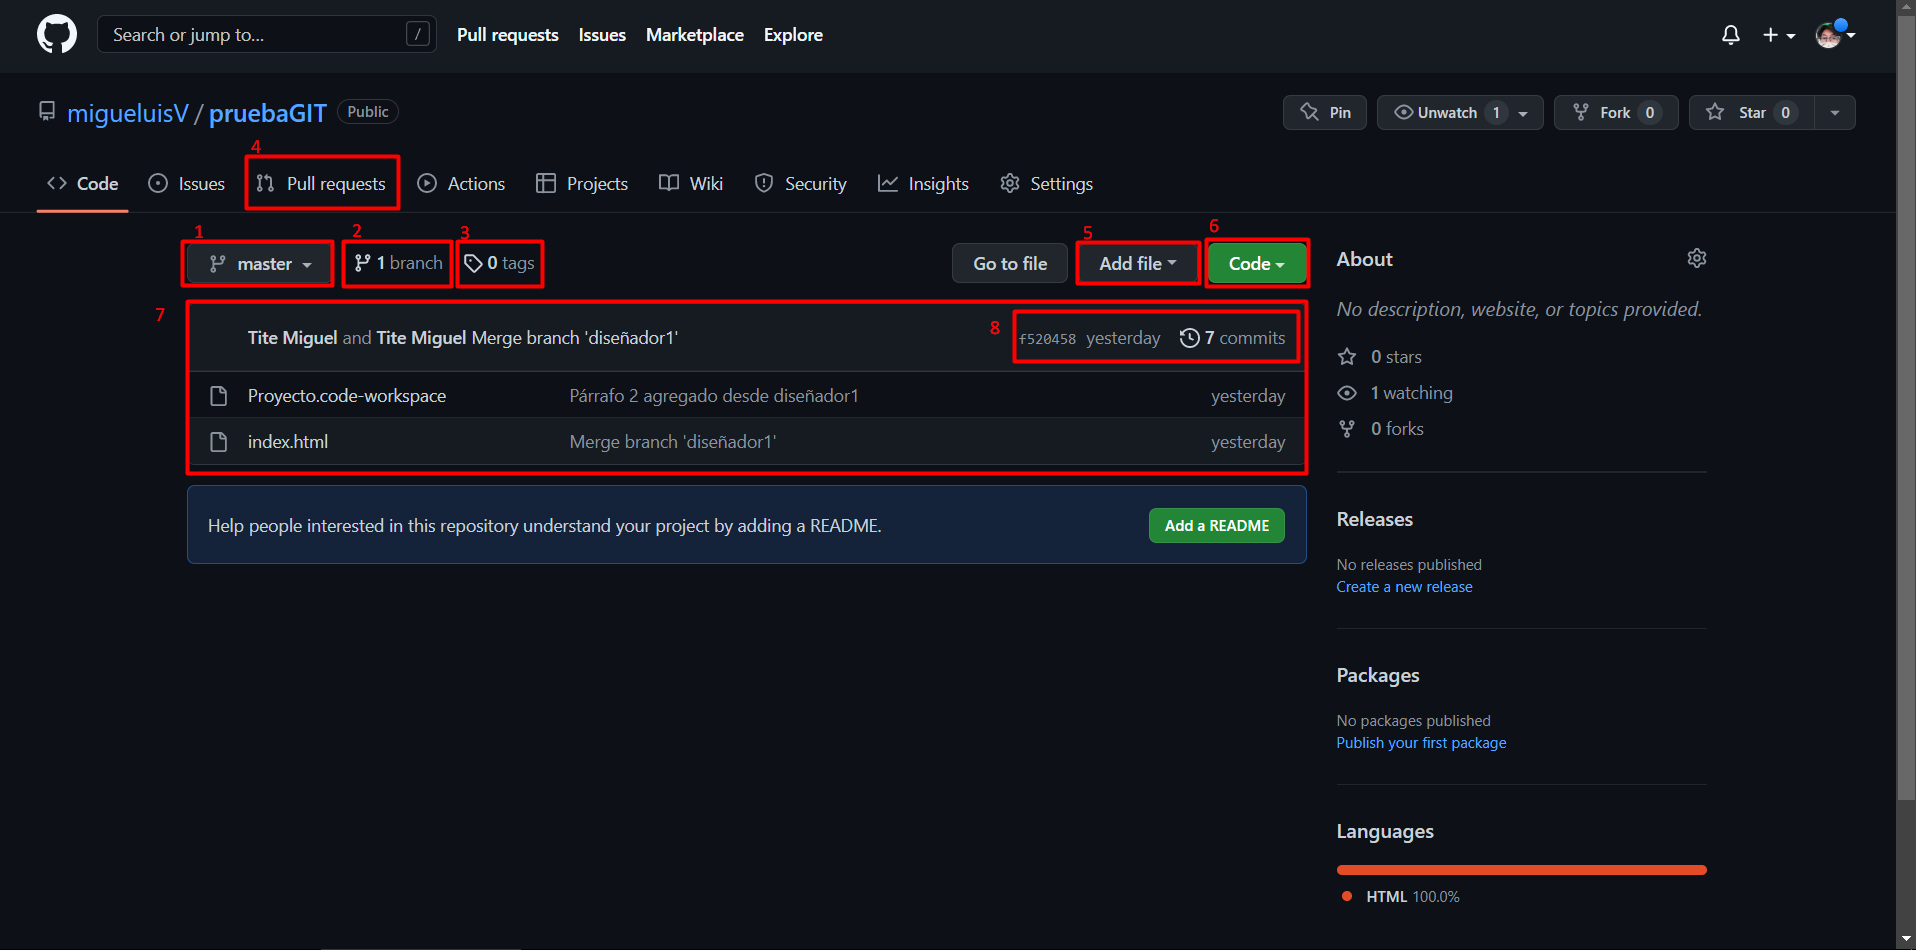 Search or jump to... / Pull requests Issues Marketplace Explore
migueluisV / pruebaGIT Public Pin Unwatch 1 Fork 0 Star 0
4
Code Issues Pull requests Actions Projects Wiki Security Insights Settings
1 2 3 5 6
master 1 branch 0 tags Go to file Add file Code
7
Tite Miguel and Tite Miguel Merge branch 'diseñador1' 8 f520458 yesterday 7 commits
Proyecto.code-workspace Párrafo 2 agregado desde diseñador1 yesterday
index.html Merge branch 'diseñador1' yesterday
Help people interested in this repository understand your project by adding a README. Add a README
About
No description, website, or topics provided.
0 stars
1 watching
0 forks
Releases
No releases published
Create a new release
Packages
No packages published
Publish your first package
Languages
HTML 100.0%